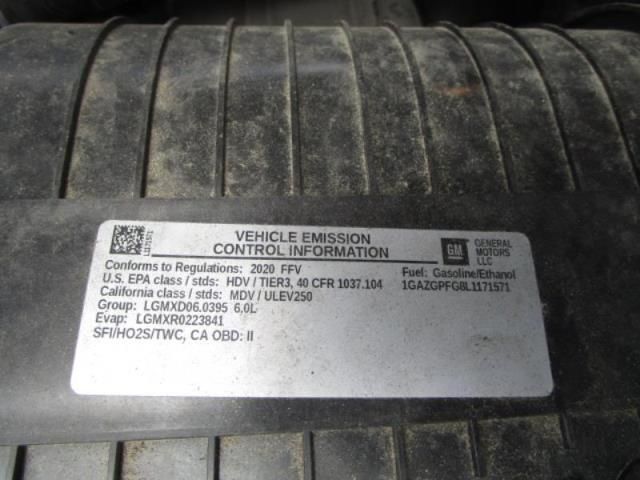 VEHICLE EMISSION
CONTROL INFORMATION
GM
GENERAL
MOTORS
LLC
L1171571
Conforms to Regulations: 2020 FFV
Fuel: Gasoline/Ethanol
U.S. EPA class / stds: HDV / TIER3, 40 CFR 1037.104
1GAZGPFG8L1171571
California class / stds: MDV / ULEV250
Group: LGMXD06.0395 6.0L
Evap: LGMXR0223841
SFI/HO2S/TWC, CA OBD: II